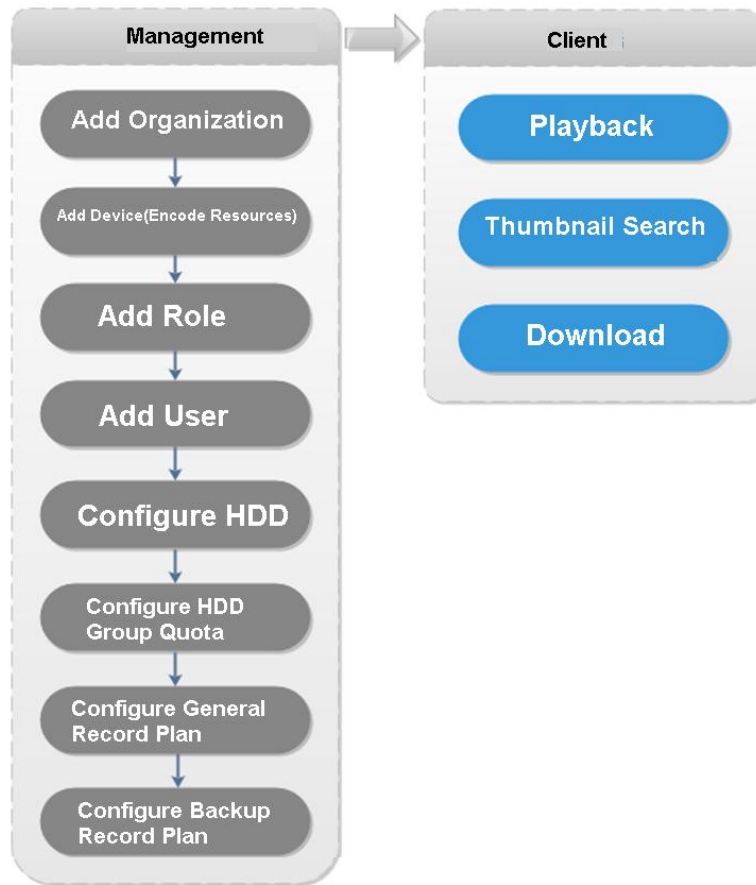 Management
Add Organization
Add Device(Encode Resources)
Add Role
Add User
Configure HDD
Configure HDD
Group Quota
Configure General
Record Plan
Configure Backup
Record Plan
Client
Playback
Thumbnail Search
Download